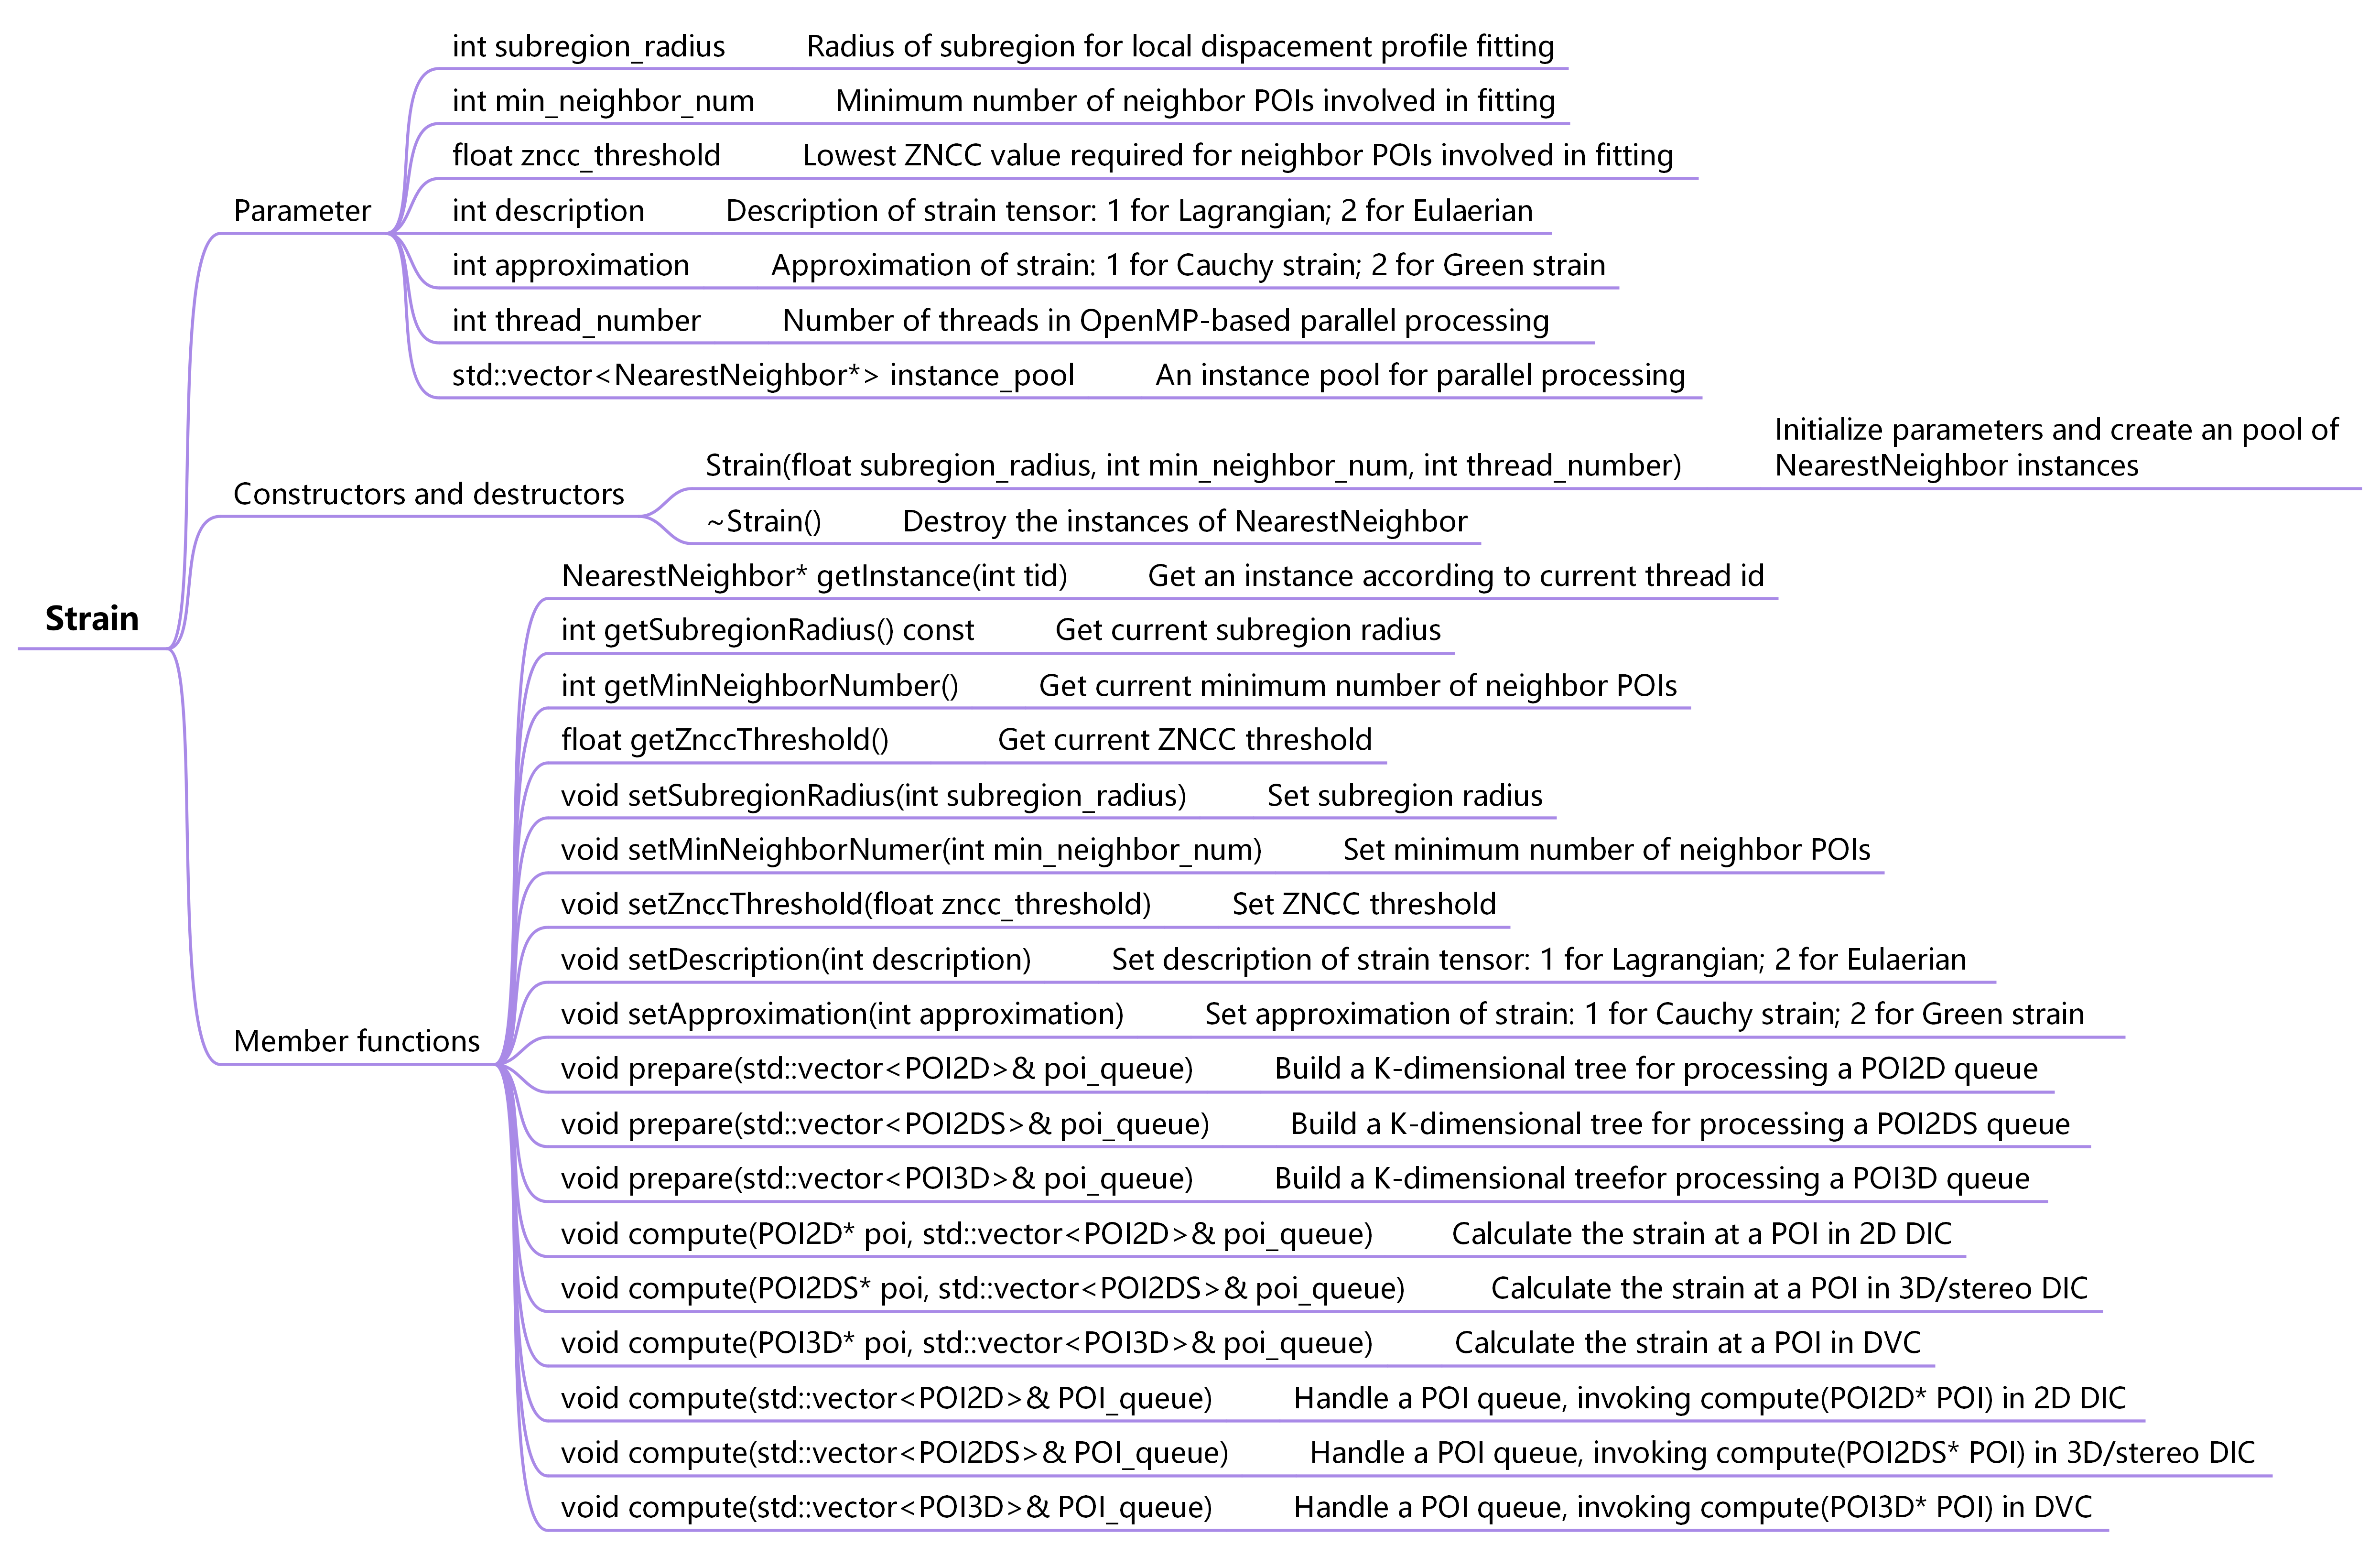 int subregion_radius Radius of subregion for local dispacement profile fitting
int min_neighbor_num Minimum number of neighbor POIs involved in fitting
float zncc_threshold Lowest ZNCC value required for neighbor POIs involved in fitting
Parameter
int description Description of strain tensor: 1 for Lagrangian; 2 for Eulaerian
int approximation Approximation of strain: 1 for Cauchy strain; 2 for Green strain
int thread_number Number of threads in OpenMP-based parallel processing
std::vector<NearestNeighbor*> instance_pool An instance pool for parallel processing
Constructors and destructors
Strain(float subregion_radius, int min_neighbor_num, int thread_number)
Initialize parameters and create an pool of
NearestNeighbor instances
~Strain() Destroy the instances of NearestNeighbor
Strain
NearestNeighbor* getInstance(int tid) Get an instance according to current thread id
int getSubregionRadius() const Get current subregion radius
int getMinNeighborNumber() Get current minimum number of neighbor POIs
float getZnccThreshold() Get current ZNCC threshold
void setSubregionRadius(int subregion_radius) Set subregion radius
void setMinNeighborNumer(int min_neighbor_num) Set minimum number of neighbor POIs
void setZnccThreshold(float zncc_threshold) Set ZNCC threshold
void setDescription(int description) Set description of strain tensor: 1 for Lagrangian; 2 for Eulaerian
void setApproximation(int approximation) Set approximation of strain: 1 for Cauchy strain; 2 for Green strain
Member functions
void prepare(std::vector<POI2D>& poi_queue) Build a K-dimensional tree for processing a POI2D queue
void prepare(std::vector<POI2DS>& poi_queue) Build a K-dimensional tree for processing a POI2DS queue
void prepare(std::vector<POI3D>& poi_queue) Build a K-dimensional treefor processing a POI3D queue
void compute(POI2D* poi, std::vector<POI2D>& poi_queue) Calculate the strain at a POI in 2D DIC
void compute(POI2DS* poi, std::vector<POI2DS>& poi_queue) Calculate the strain at a POI in 3D/stereo DIC
void compute(POI3D* poi, std::vector<POI3D>& poi_queue) Calculate the strain at a POI in DVC
void compute(std::vector<POI2D>& POI_queue) Handle a POI queue, invoking compute(POI2D* POI) in 2D DIC
void compute(std::vector<POI2DS>& POI_queue) Handle a POI queue, invoking compute(POI2DS* POI) in 3D/stereo DIC
void compute(std::vector<POI3D>& POI_queue) Handle a POI queue, invoking compute(POI3D* POI) in DVC